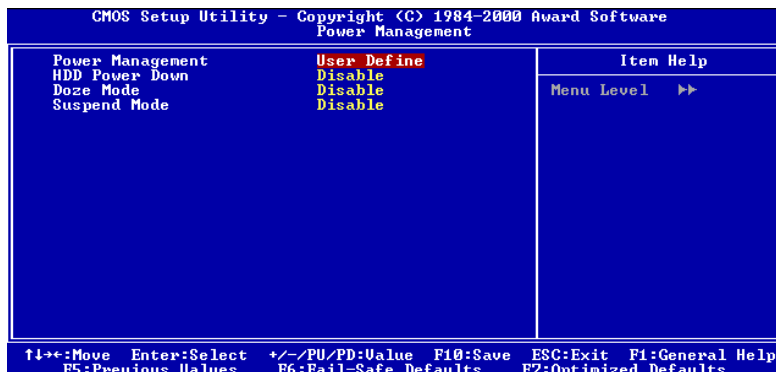 CMOS Setup Utility - Copyright (C) 1984-2000 Award Software
Power Management
Power Management User Define
HDD Power Down Disable
Doze Mode Disable
Suspend Mode Disable
Item Help
Menu Level ▶▶
↑↓→←:Move Enter:Select +/-/PU/PD:Value F10:Save ESC:Exit F1:General Help
F5:Previous Values F6:Fail-Safe Defaults F7:Optimized Defaults